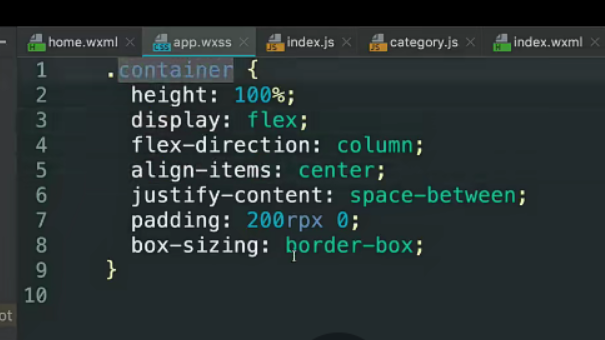 home.wxml app.wxss index.js category.js index.wxml
1 .container {
2 height: 100%;
3 display: flex;
4 flex-direction: column;
5 align-items: center;
6 justify-content: space-between;
7 padding: 200rpx 0;
8 box-sizing: border-box;
9 }
10
ot